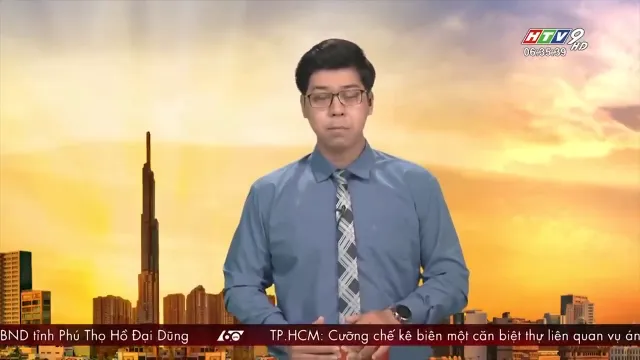 HTV9
HD
06:35:39
BND tỉnh Phú Thọ Hồ Đại Dũng 60 TP.HCM: Cưỡng chế kê biên một căn biệt thự liên quan vụ á